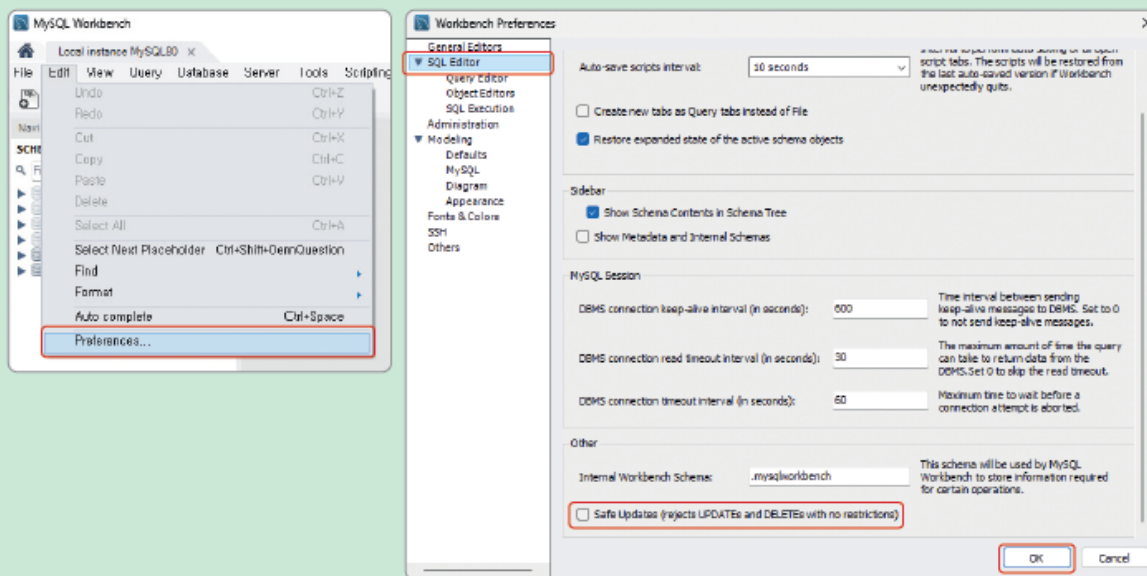 MySQL Workbench
Local instance MySQL80 ×
File Edit View Query Database Server Tools Scripting
Undo Ctrl+Z
Redo Ctrl+Y
Cut Ctrl+X
Copy Ctrl+C
Paste Ctrl+V
Delete
Select All Ctrl+A
Select Next Placeholder Ctrl+Shift+OemQuestion
Find
Format
Auto complete Ctrl+Space
Preferences...
Navi
SCHE
Workbench Preferences
General Editors
SQL Editor
Query Editor
Object Editors
SQL Execution
Administration
Modeling
Defaults
MySQL
Diagram
Appearance
Fonts & Colors
SSH
Others
Auto-save scripts interval: 10 seconds
script tabs. The scripts will be restored from
the last auto-saved version if Workbench
unexpectedly quits.
Create new tabs as Query tabs instead of File
Restore expanded state of the active schema objects
Sidebar
Show Schema Contents in Schema Tree
Show Metadata and Internal Schemas
MySQL Session
DBMS connection keep-alive interval (in seconds): 600
Time interval between sending
keep-alive messages to DBMS. Set to 0
to not send keep-alive messages.
DBMS connection read timeout interval (in seconds): 30
The maximum amount of time the query
can take to return data from the
DBMS.Set 0 to skip the read timeout.
DBMS connection timeout interval (in seconds): 60
Maximum time to wait before a
connection attempt is aborted.
Other
Internal Workbench Schema: .mysqlworkbench
This schema will be used by MySQL
Workbench to store information required
for certain operations.
Safe Updates (rejects UPDATEs and DELETEs with no restrictions)
OK Cancel